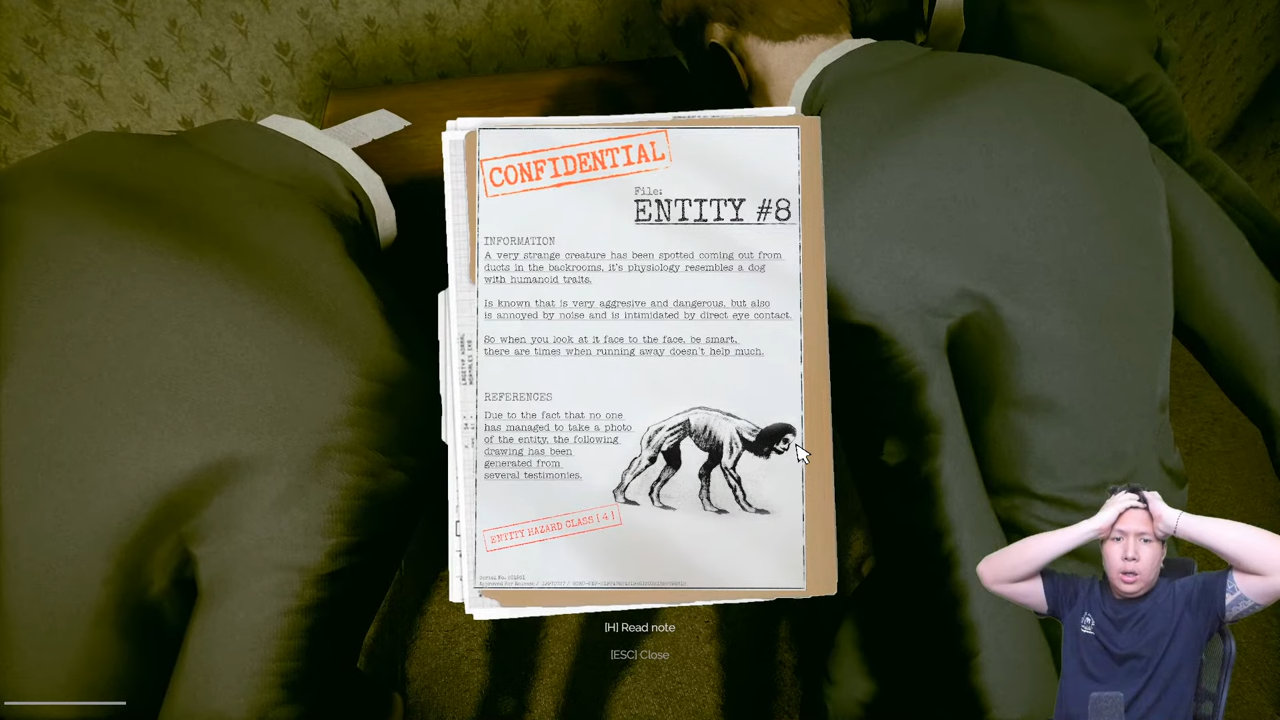 CONFIDENTIAL
File:
ENTITY #8
INFORMATION
A very strange creature has been spotted coming out from
ducts in the backrooms, it's physiology resembles a dog
with humanoid traits.
Is known that is very aggresive and dangerous, but also
is annoyed by noise and is intimidated by direct eye contact.
So when you look at it face to the face, be smart,
there are times when running away doesn't help much.
REFERENCES
Due to the fact that no one
has managed to take a photo
of the entity, the following
drawing has been
generated from
several testimonies.
ENTITY HAZARD CLASS [ 4 ]
[H] Read note
[ESC] Close